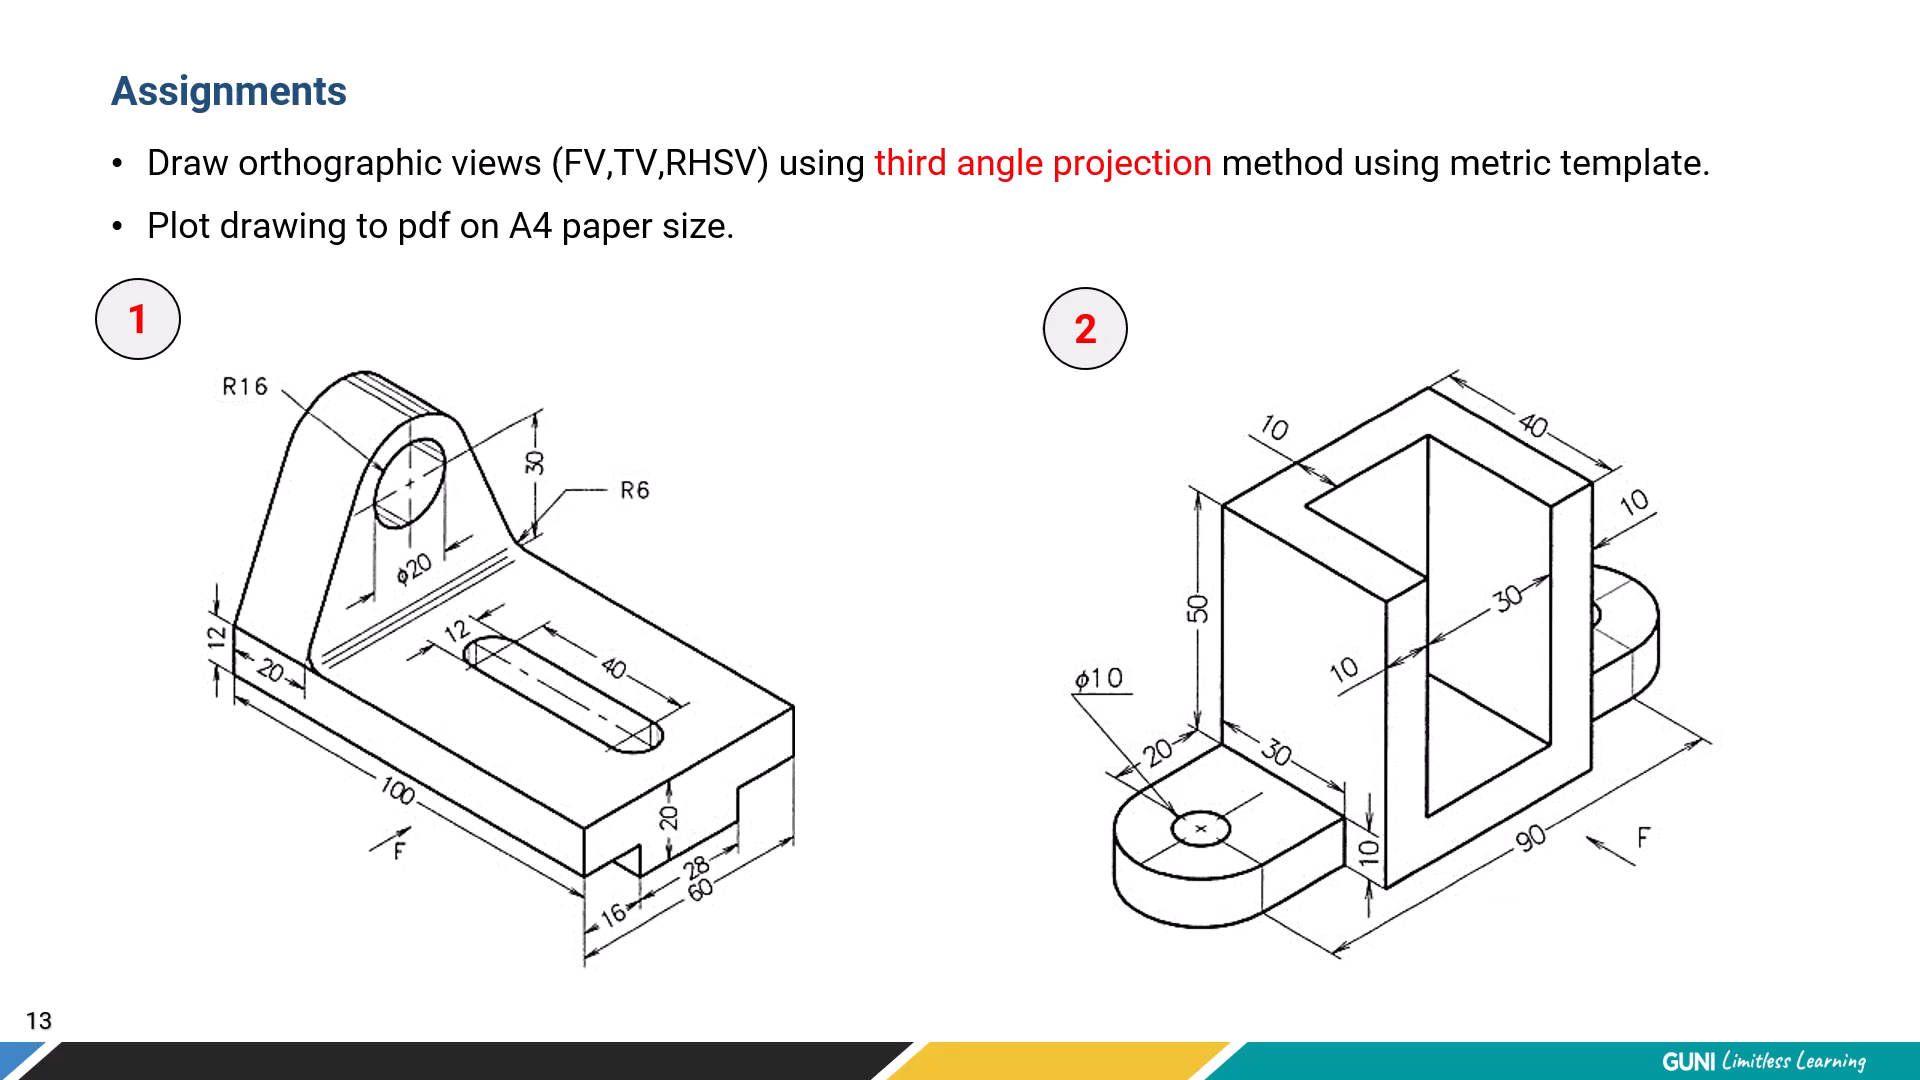 Assignments
• Draw orthographic views (FV,TV,RHSV) using third angle projection method using metric template.
• Plot drawing to pdf on A4 paper size.
1
R16
30
R6
ϕ20
12
20
12
40
100
F
20
28
60
16
2
40
10
10
50
30
10
ϕ10
20
30
10
90
F
13
GUNI Limitless Learning